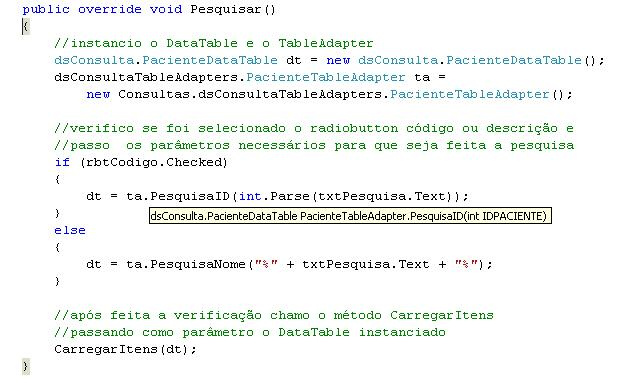 public override void Pesquisar()
{
    //instancio o DataTable e o TableAdapter
    dsConsulta.PacienteDataTable dt = new dsConsulta.PacienteDataTable();
    dsConsultaTableAdapters.PacienteTableAdapter ta =
        new Consultas.dsConsultaTableAdapters.PacienteTableAdapter();
    //verifico se foi selecionado o radiobutton código ou descrição e
    //passo  os parâmetros necessários para que seja feita a pesquisa
    if (rbtCodigo.Checked)
    {
        dt = ta.PesquisaID(int.Parse(txtPesquisa.Text));
    }
dsConsulta.PacienteDataTable PacienteTableAdapter.PesquisaID(int IDPACIENTE)
    else
    {
        dt = ta.PesquisaNome("%" + txtPesquisa.Text + "%");
    }
    //após feita a verificação chamo o método CarregarItens
    //passando como parâmetro o DataTable instanciado
    CarregarItens(dt);
}